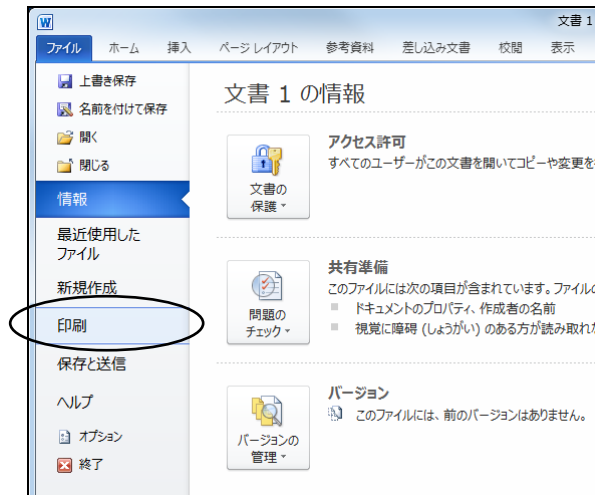 文書 1
ファイル ホーム 挿入 ページ レイアウト 参考資料 差し込み文書 校閲 表示
上書き保存
名前を付けて保存
開く
閉じる
情報
最近使用した
ファイル
新規作成
印刷
保存と送信
ヘルプ
オプション
終了
文書 1 の情報
文書の
保護
アクセス許可
すべてのユーザーがこの文書を開いてコピーや変更を
問題の
チェック
共有準備
このファイルには次の項目が含まれています。ファイルの
ドキュメントのプロパティ、作成者の名前
視覚に障碍 (しょうがい) のある方が読み取れな
バージョンの
管理
バージョン
このファイルには、前のバージョンはありません。